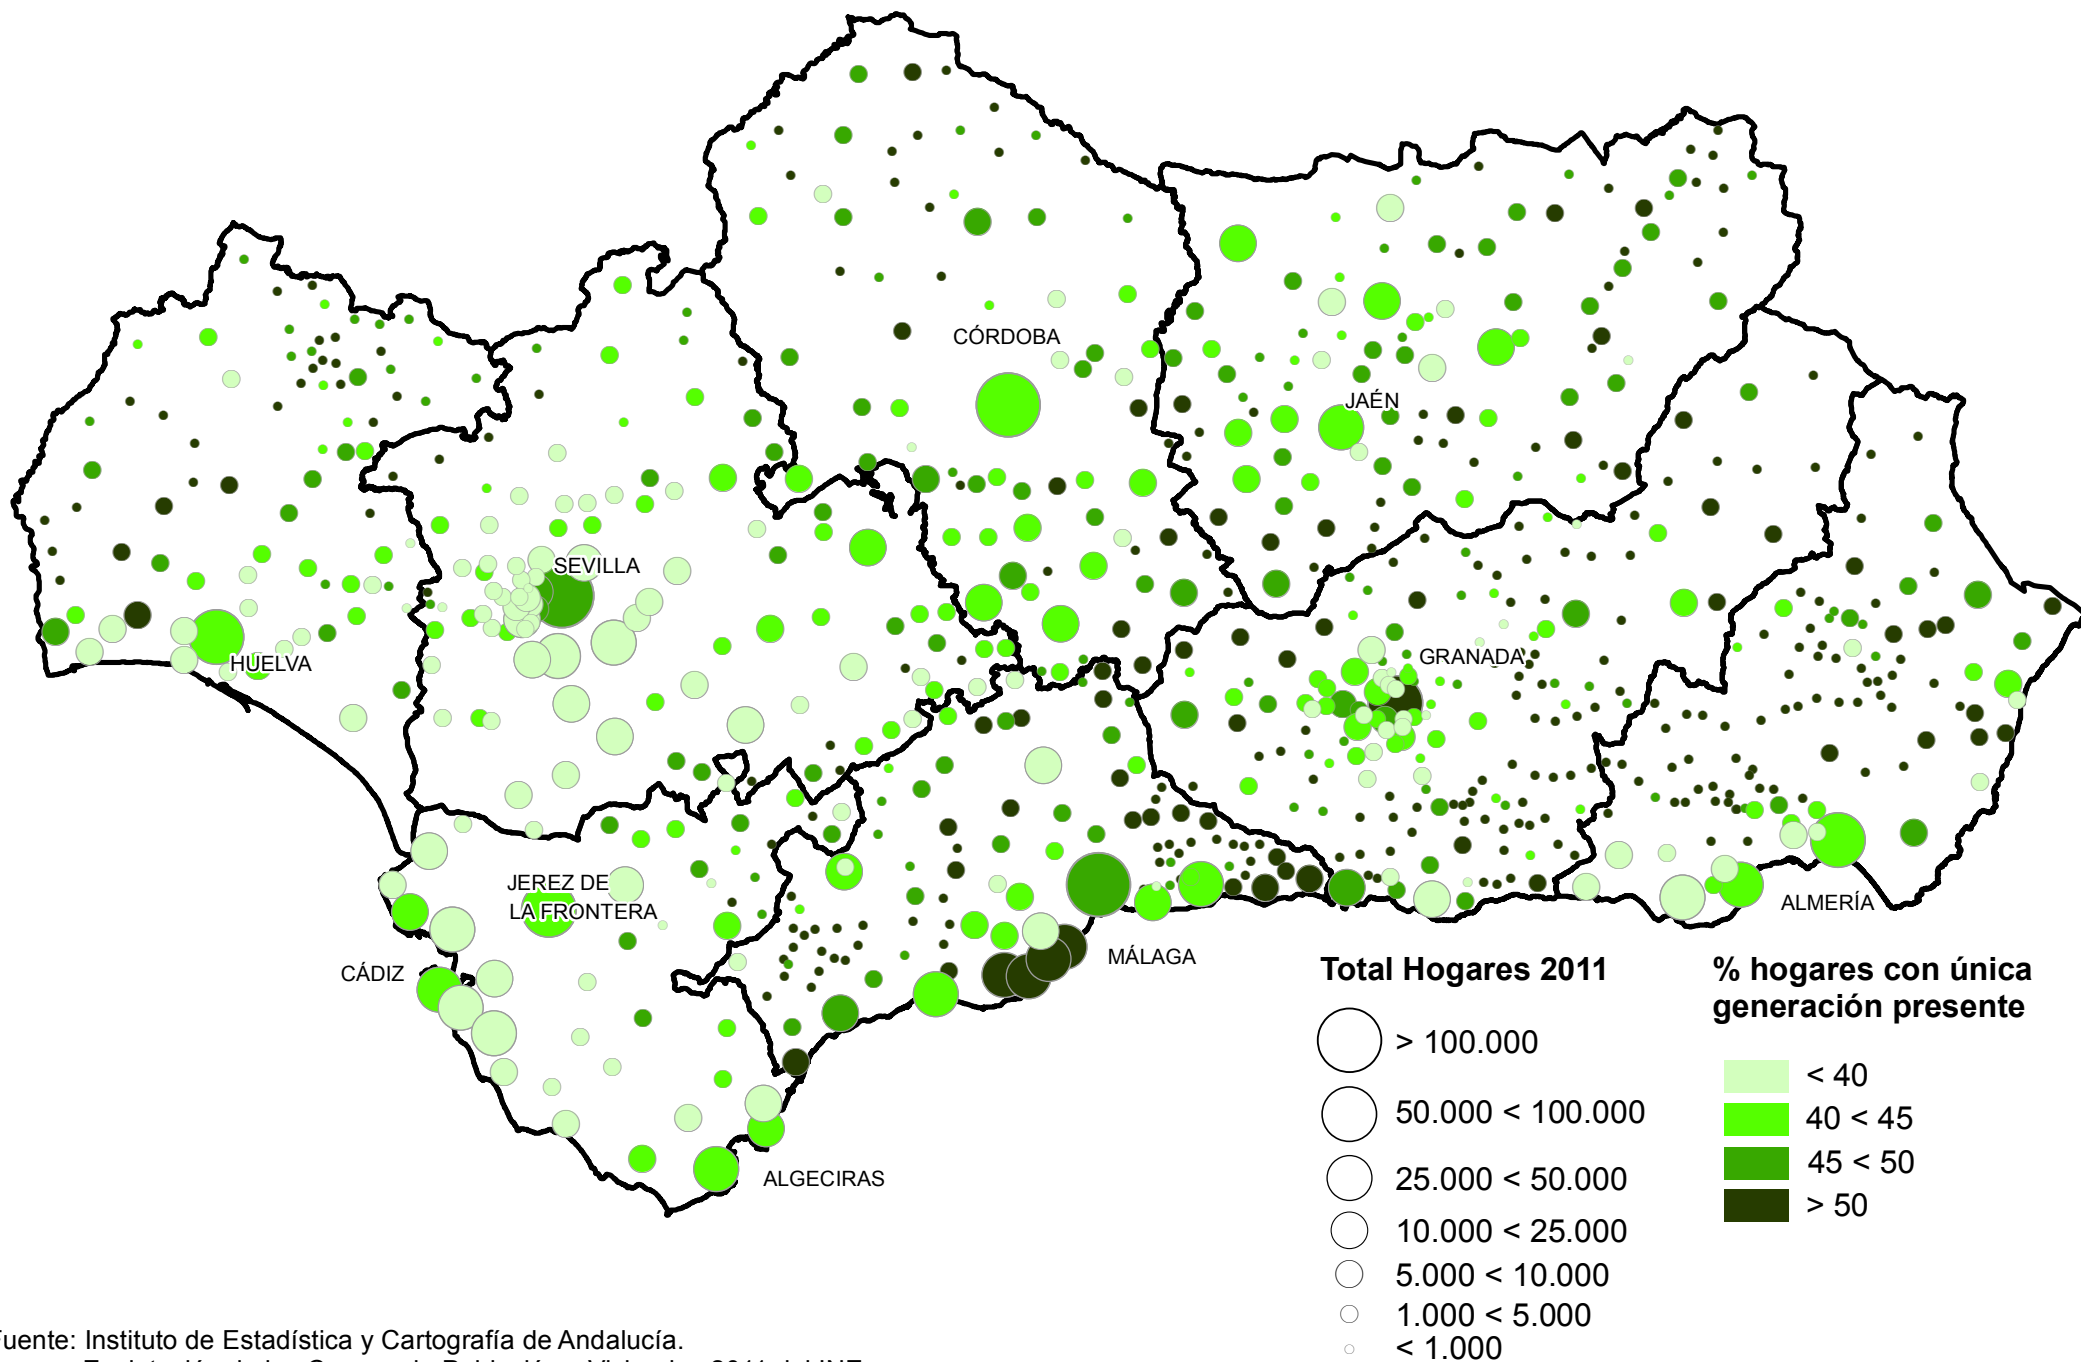 CÓRDOBA
JAÉN
SEVILLA
HUELVA
GRANADA
JEREZ DE
LA FRONTERA
ALMERÍA
MÁLAGA
CÁDIZ
ALGECIRAS
Total Hogares 2011
> 100.000
50.000 < 100.000
25.000 < 50.000
10.000 < 25.000
5.000 < 10.000
1.000 < 5.000
< 1.000
% hogares con única
generación presente
< 40
40 < 45
45 < 50
> 50
Fuente: Instituto de Estadística y Cartografía de Andalucía.